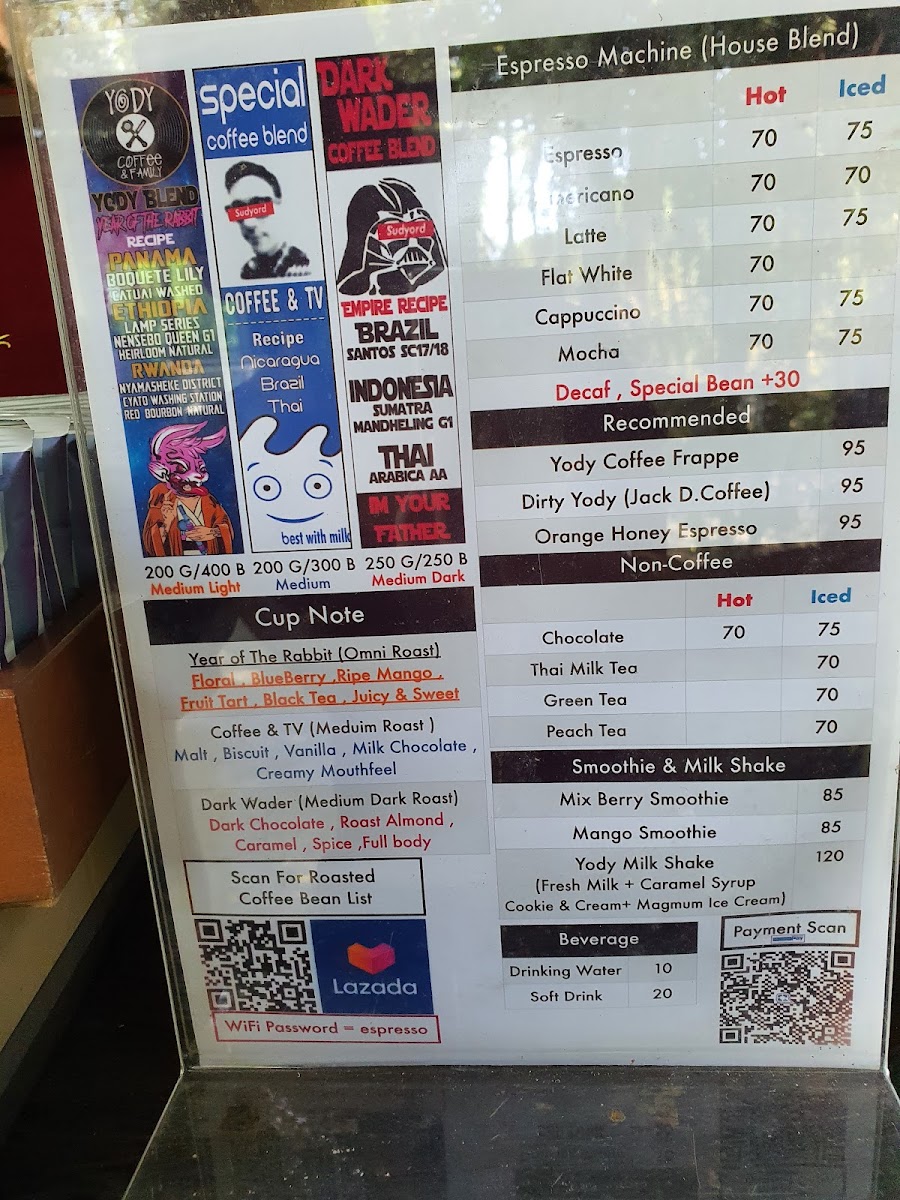 YODY
COFFEE
& FAMILY
YODY BLEND
YEAR OF THE RABBIT
RECIPE
PANAMA
BOQUETE LILY
CATUAI WASHED
ETHIOPIA
LAMP SERIES
NENSEBO QUEEN G1
HEIRLOOM NATURAL
RWANDA
NYAMASHEKE DISTRICT
CYATO WASHING STATION
RED BOURBON NATURAL
special
coffee blend
Sudyord
COFFEE & TV
Recipe
Nicaragua
Brazil
Thai
best with milk
DARK
WADER
COFFEE BLEND
Sudyord
EMPIRE RECIPE
BRAZIL
SANTOS SC17/18
INDONESIA
SUMATRA
MANDHELING G1
THAI
ARABICA AA
IM YOUR
FATHER
200 G/400 B 200 G/300 B 250 G/250 B
Medium Light Medium Medium Dark
Cup Note
Year of The Rabbit (Omni Roast)
Floral , BlueBerry ,Ripe Mango ,
Fruit Tart , Black Tea , Juicy & Sweet
Coffee & TV (Meduim Roast )
Malt , Biscuit , Vanilla , Milk Chocolate ,
Creamy Mouthfeel
Dark Wader (Medium Dark Roast)
Dark Chocolate , Roast Almond ,
Caramel , Spice ,Full body
Scan For Roasted
Coffee Bean List
Lazada
WiFi Password = espresso
Espresso Machine (House Blend)
Hot Iced
Espresso 70 75
mericano 70 70
Latte 70 75
Flat White 70
Cappuccino 70 75
Mocha 70 75
Decaf , Special Bean +30
Recommended
Yody Coffee Frappe 95
Dirty Yody (Jack D.Coffee) 95
Orange Honey Espresso 95
Non-Coffee
Hot Iced
Chocolate 70 75
Thai Milk Tea 70
Green Tea 70
Peach Tea 70
Smoothie & Milk Shake
Mix Berry Smoothie 85
Mango Smoothie 85
Yody Milk Shake 120
(Fresh Milk + Caramel Syrup
Cookie & Cream+ Magmum Ice Cream)
Beverage
Drinking Water 10
Soft Drink 20
Payment Scan